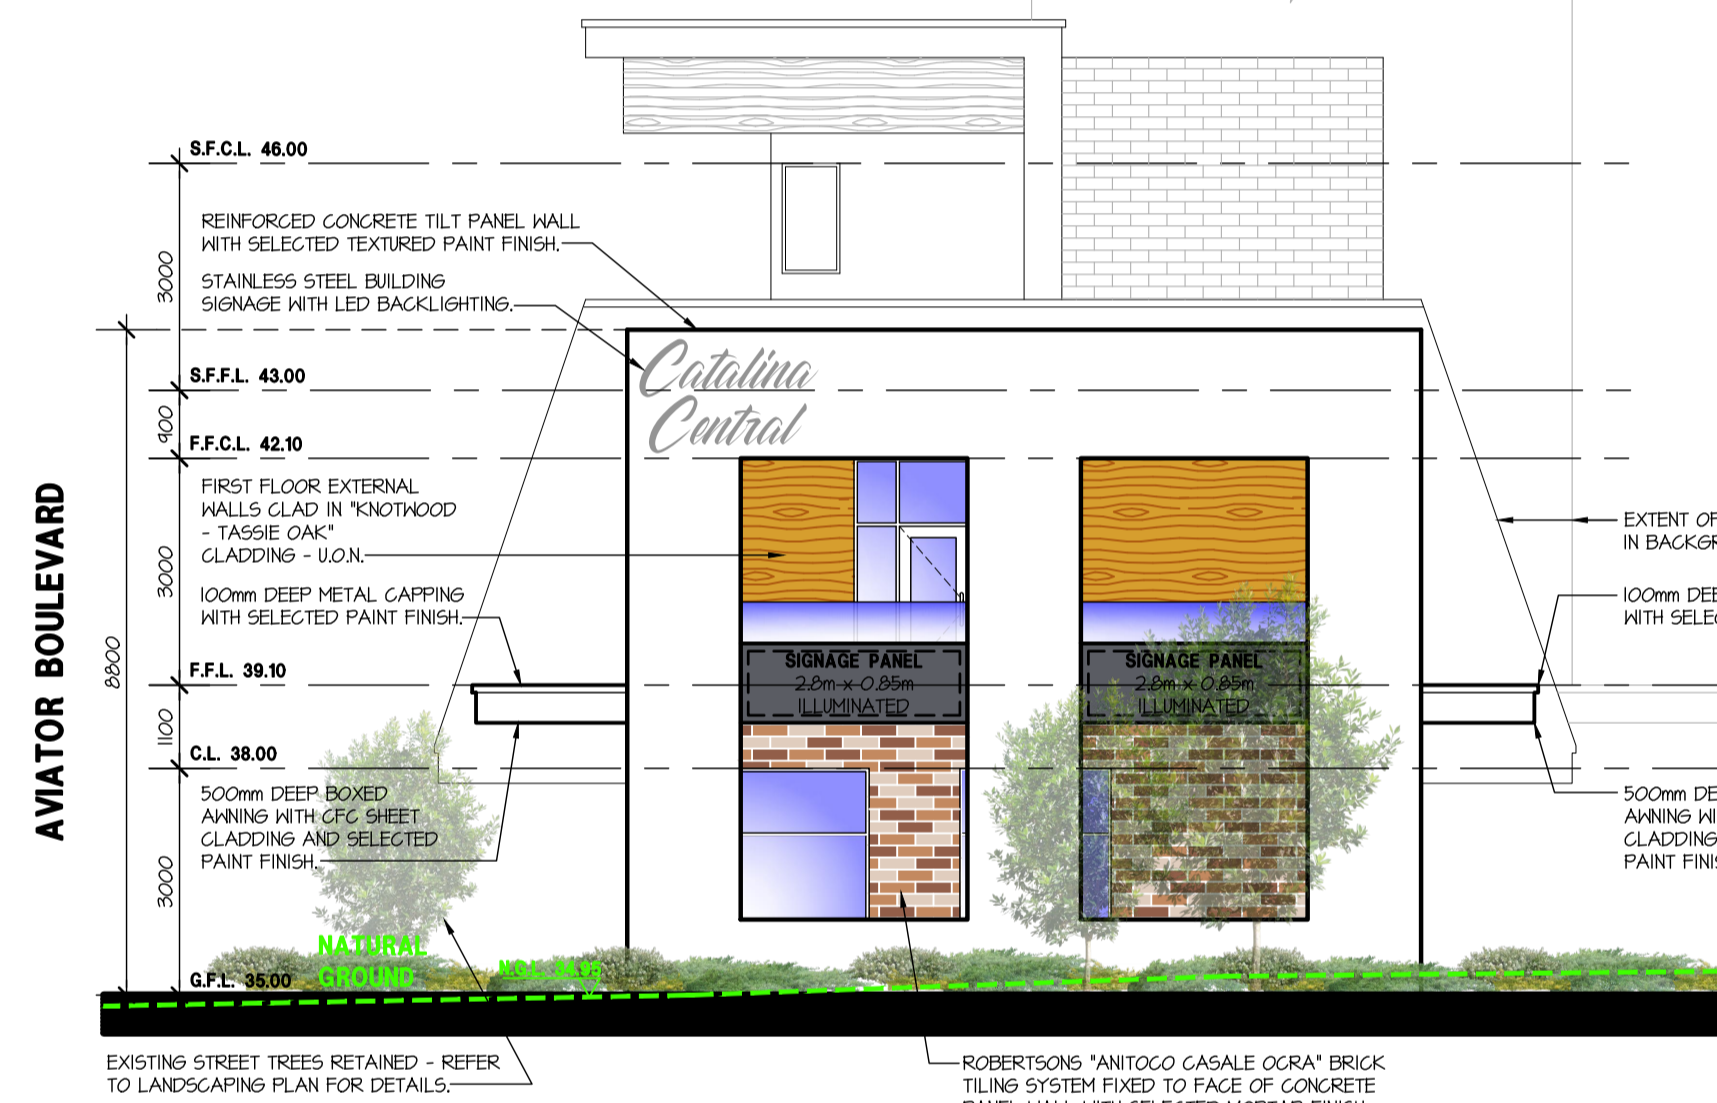 S.F.C.L. 46.00
REINFORCED CONCRETE TILT PANEL WALL
WITH SELECTED TEXTURED PAINT FINISH.
STAINLESS STEEL BUILDING
SIGNAGE WITH LED BACKLIGHTING.
3000
S.F.F.L. 43.00
900
F.F.C.L. 42.10
Catalina
Central
FIRST FLOOR EXTERNAL
WALLS CLAD IN "KNOTWOOD
- TASSIE OAK"
CLADDING - U.O.N.
3000
100mm DEEP METAL CAPPING
WITH SELECTED PAINT FINISH.
AVIATOR BOULEVARD
8800
F.F.L. 39.10
1100
C.L. 38.00
500mm DEEP BOXED
AWNING WITH CFC SHEET
CLADDING AND SELECTED
PAINT FINISH.
3000
SIGNAGE PANEL
2.8m x 0.85m
ILLUMINATED
SIGNAGE PANEL
2.8m x 0.85m
ILLUMINATED
EXTENT OF
IN BACKGR
100mm DEE
WITH SELEC
500mm DE
AWNING WI
CLADDING
PAINT FINIS
NATURAL
GROUND
N.G.L. 34.95
G.F.L. 35.00
EXISTING STREET TREES RETAINED - REFER
TO LANDSCAPING PLAN FOR DETAILS.
ROBERTSONS "ANITOCO CASALE OCRA" BRICK
TILING SYSTEM FIXED TO FACE OF CONCRETE
PANEL WALL WITH SELECTED MORTAR FINISH